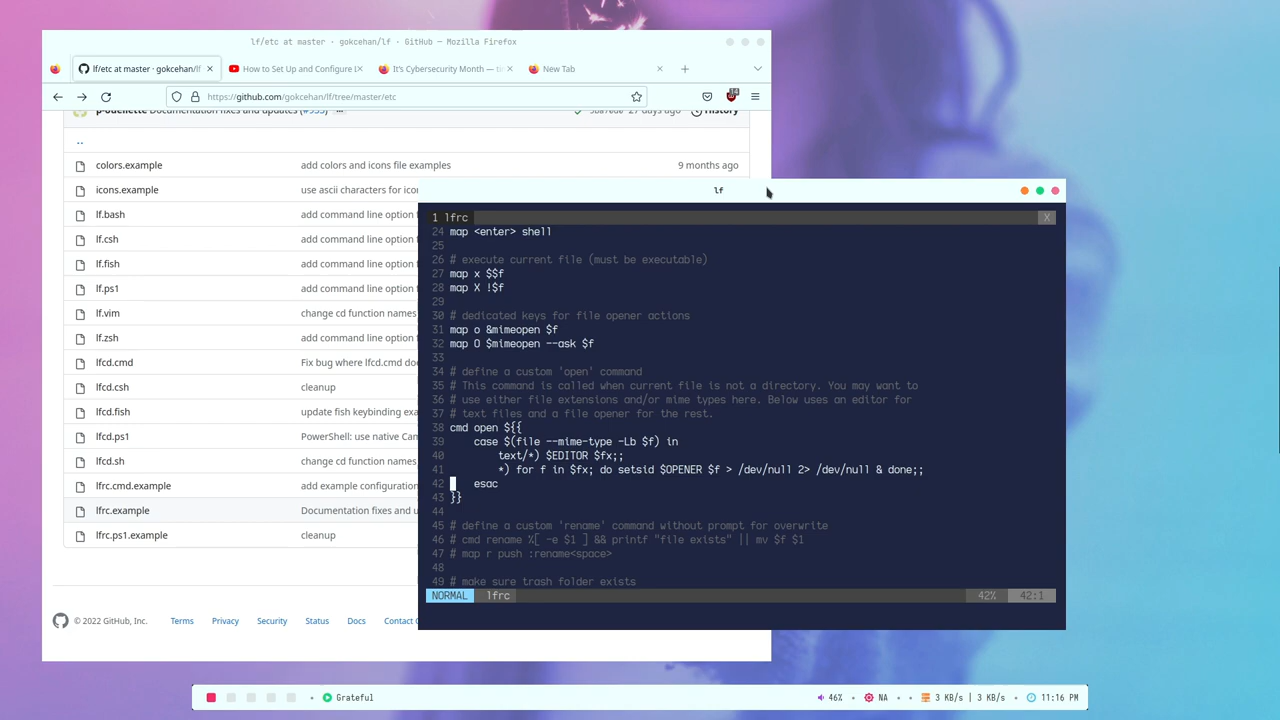 lf/etc at master · gokcehan/lf · GitHub — Mozilla Firefox
lf/etc at master · gokcehan/lf
How to Set Up and Configure L
It's Cybersecurity Month —
New Tab
https://github.com/gokcehan/lf/tree/master/etc
14
p-ouellette Documentation fixes and updates
27 days ago
History
..
colors.example add colors and icons file examples 9 months ago
icons.example use ascii characters for icon
lf.bash add command line option f
lf.csh add command line option f
lf.fish add command line option f
lf.ps1 add command line option f
lf.vim change cd function names
lf.zsh add command line option f
lfcd.cmd Fix bug where lfcd.cmd do
lfcd.csh cleanup
lfcd.fish update fish keybinding exa
lfcd.ps1 PowerShell: use native Can
lfcd.sh change cd function names
lfrc.cmd.example add example configuration
lfrc.example Documentation fixes and u
lfrc.ps1.example cleanup
© 2022 GitHub, Inc. Terms Privacy Security Status Docs Contact
lf
1 lfrc X
24 map <enter> shell
25
26 # execute current file (must be executable)
27 map x $$f
28 map X !$f
29
30 # dedicated keys for file opener actions
31 map o &mimeopen $f
32 map O $mimeopen --ask $f
33
34 # define a custom 'open' command
35 # This command is called when current file is not a directory. You may want to
36 # use either file extensions and/or mime types here. Below uses an editor for
37 # text files and a file opener for the rest.
38 cmd open ${{
39 case $(file --mime-type -Lb $f) in
40 text/*) $EDITOR $fx;;
41 *) for f in $fx; do setsid $OPENER $f > /dev/null 2> /dev/null & done;;
42 esac
43 }}
44
45 # define a custom 'rename' command without prompt for overwrite
46 # cmd rename %[ -e $1 ] && printf "file exists" || mv $f $1
47 # map r push :rename<space>
48
49 # make sure trash folder exists
NORMAL lfrc 42% 42:1
Grateful
46% NA 3 KB/s | 3 KB/s 11:16 PM